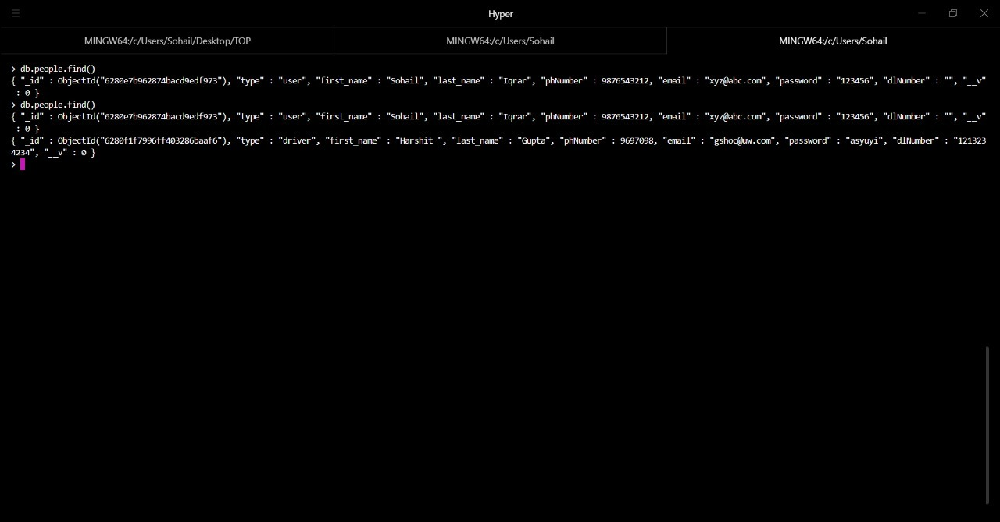 Hyper
MINGW64:/c/Users/Sohail/Desktop/TOP
MINGW64:/c/Users/Sohail
MINGW64:/c/Users/Sohail
> db.people.find()
{ "_id" : ObjectId("6280e7b962874bacd9edf973"), "type" : "user", "first_name" : "Sohail", "last_name" : "Iqrar", "phNumber" : 9876543212, "email" : "xyz@abc.com", "password" : "123456", "dlNumber" : "", "__v"
: 0 }
> db.people.find()
{ "_id" : ObjectId("6280e7b962874bacd9edf973"), "type" : "user", "first_name" : "Sohail", "last_name" : "Iqrar", "phNumber" : 9876543212, "email" : "xyz@abc.com", "password" : "123456", "dlNumber" : "", "__v"
: 0 }
{ "_id" : ObjectId("6280f1f7996ff403286baaf6"), "type" : "driver", "first_name" : "Harshit ", "last_name" : "Gupta", "phNumber" : 9697098, "email" : "gshoc@uw.com", "password" : "asyuyi", "dlNumber" : "121323
4234", "__v" : 0 }
>